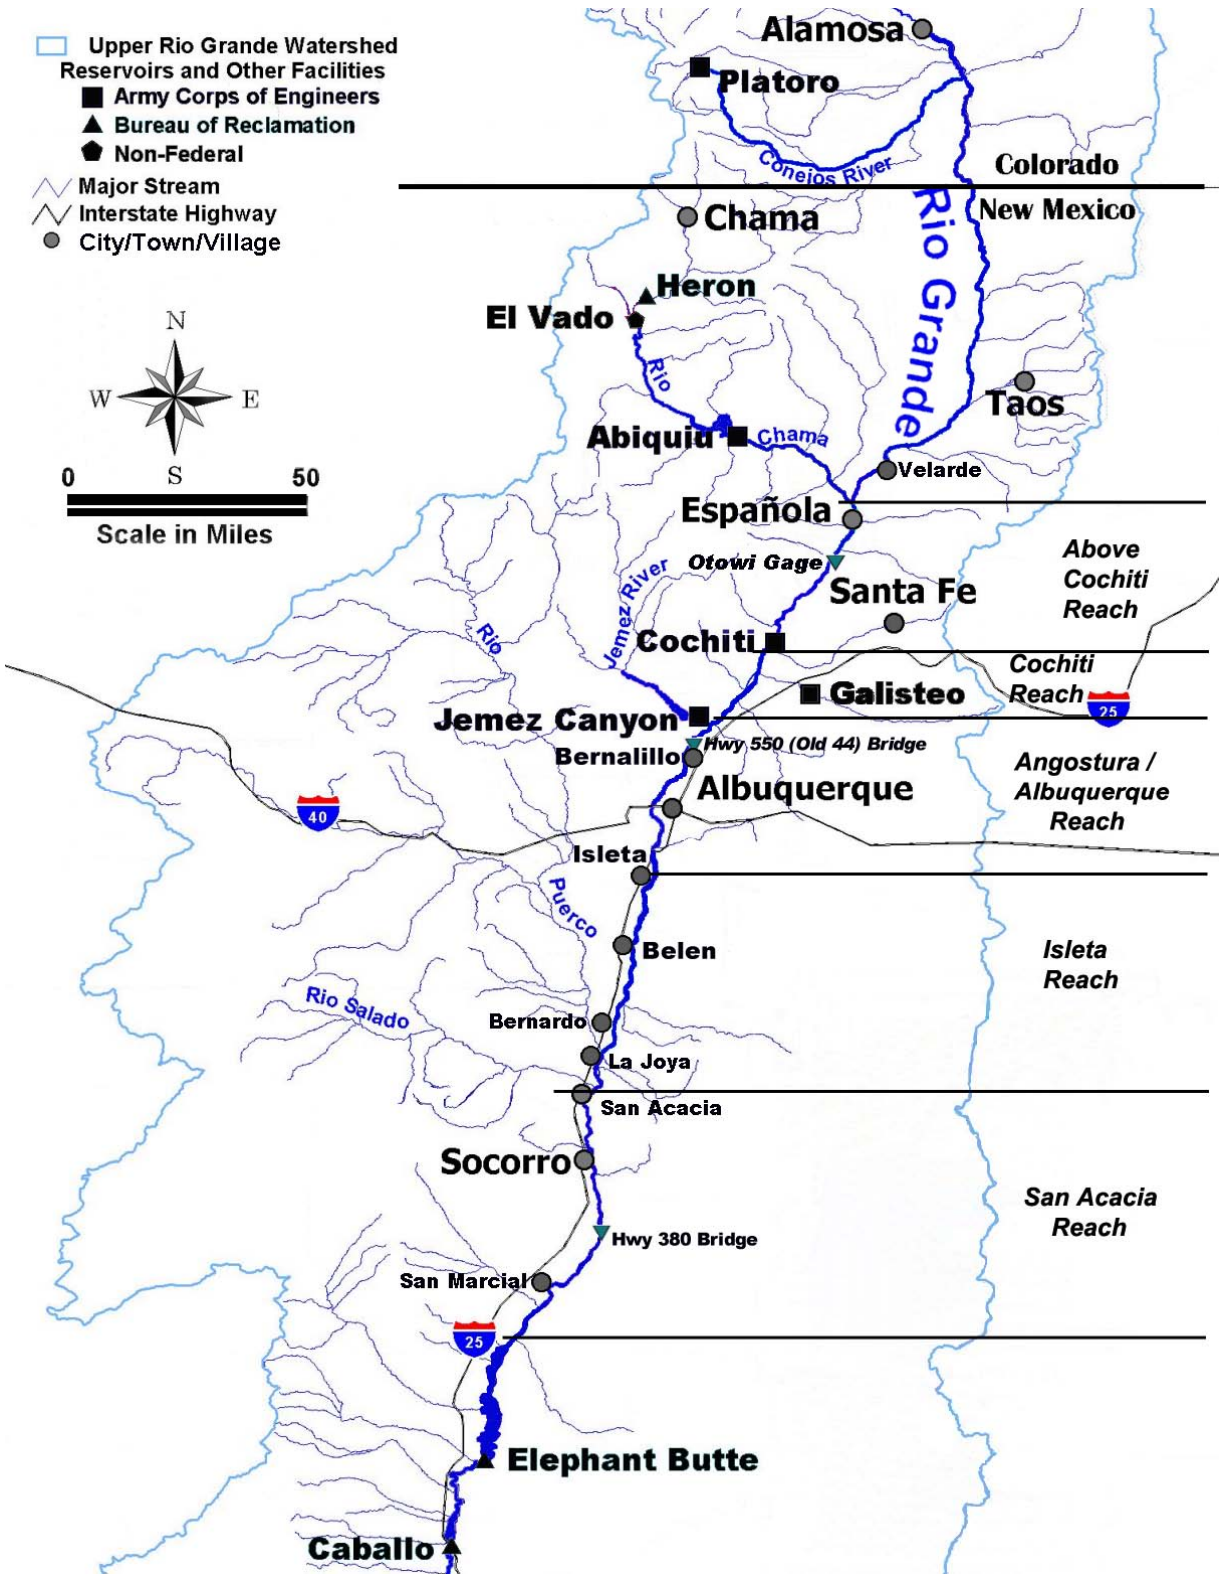 Upper Rio Grande Watershed
Reservoirs and Other Facilities
Army Corps of Engineers
Bureau of Reclamation
Non-Federal
Major Stream
Interstate Highway
City/Town/Village
N
W
E
S
0
50
Scale in Miles
Alamosa
Platoro
Conejos River
Colorado
New Mexico
Chama
Rio Grande
Heron
El Vado
Rio
Taos
Abiquiu
Chama
Velarde
Española
Otowi Gage
Above
Cochiti
Reach
Jemez River
Santa Fe
Rio
Cochiti
Cochiti
Reach
Galisteo
25
Jemez Canyon
Hwy 550 (Old 44) Bridge
Bernalillo
Angostura /
Albuquerque
Reach
Albuquerque
40
Isleta
Puerco
Belen
Isleta
Reach
Rio Salado
Bernardo
La Joya
San Acacia
Socorro
San Acacia
Reach
Hwy 380 Bridge
San Marcial
25
Elephant Butte
Caballo